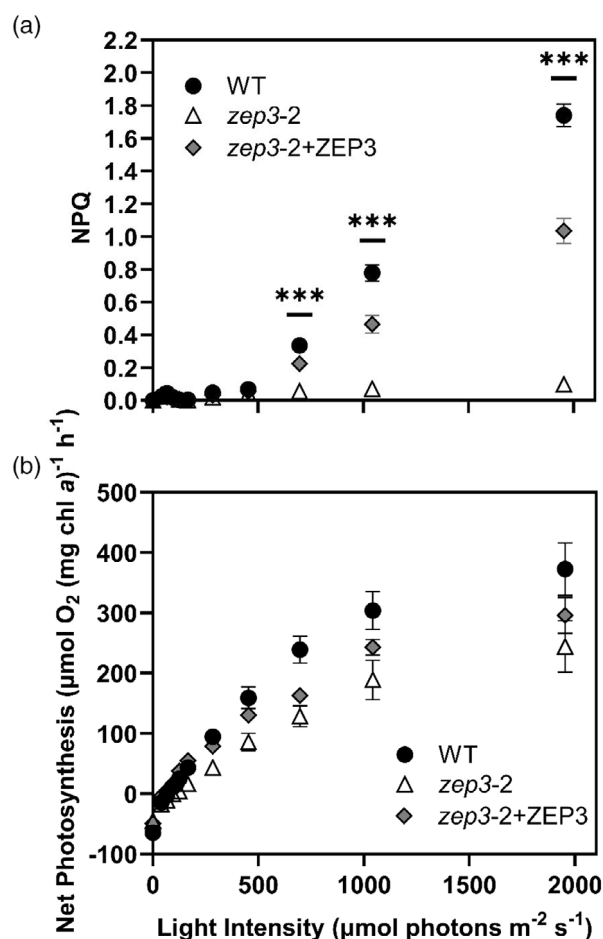 (a)
2.2
2.0
1.8
1.6
1.4
1.2
1.0
0.8
0.6
0.4
0.2
0.0
NPQ
WT
zep3-2
zep3-2+ZEP3
***
***
***
(b)
500
400
300
200
100
0
-100
Net Photosynthesis (µmol O₂ (mg chl a)⁻¹ h⁻¹)
WT
zep3-2
zep3-2+ZEP3
0 500 1000 1500 2000
Light Intensity (µmol photons m⁻² s⁻¹)